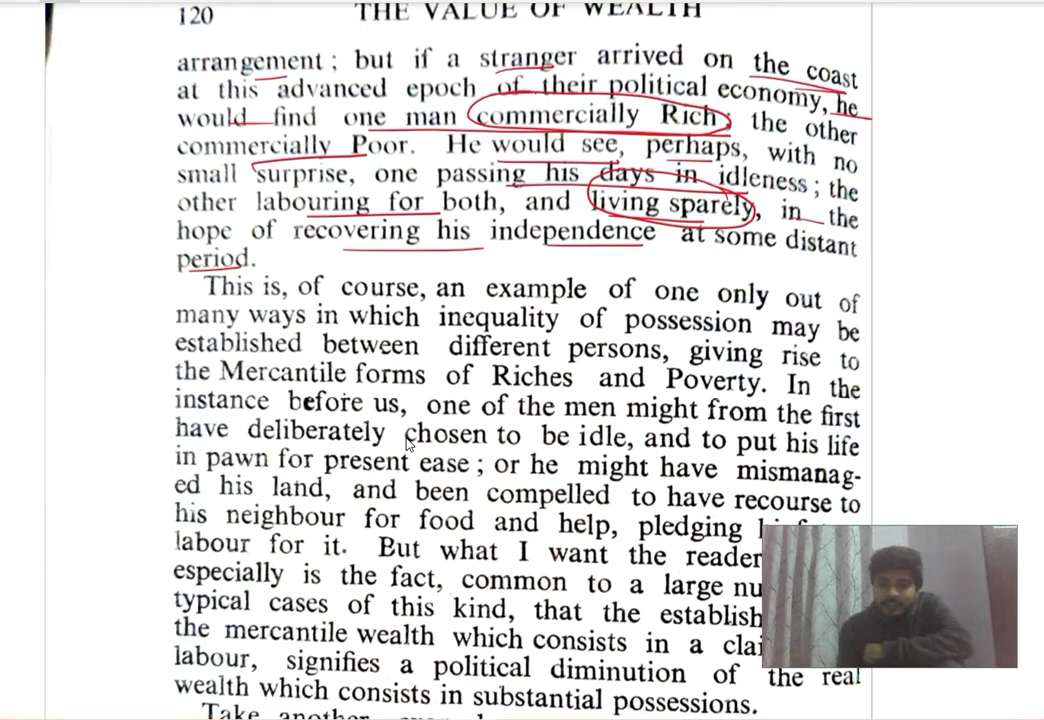 120 THE VALUE OF WEALTH
arrangement ; but if a stranger arrived on the coast
at this advanced epoch of their political economy, he
would find one man commercially Rich ; the other
commercially Poor. He would see, perhaps, with no
small surprise, one passing his days in idleness ; the
other labouring for both, and living sparely, in the
hope of recovering his independence at some distant
period.
This is, of course, an example of one only out of
many ways in which inequality of possession may be
established between different persons, giving rise to
the Mercantile forms of Riches and Poverty. In the
instance before us, one of the men might from the first
have deliberately chosen to be idle, and to put his life
in pawn for present ease ; or he might have mismanag-
ed his land, and been compelled to have recourse to
his neighbour for food and help, pledging
labour for it. But what I want the reader
especially is the fact, common to a large
typical cases of this kind, that the
the mercantile wealth which consists in a
labour, signifies a political diminution of the real
wealth which consists in substantial possessions.
Take another